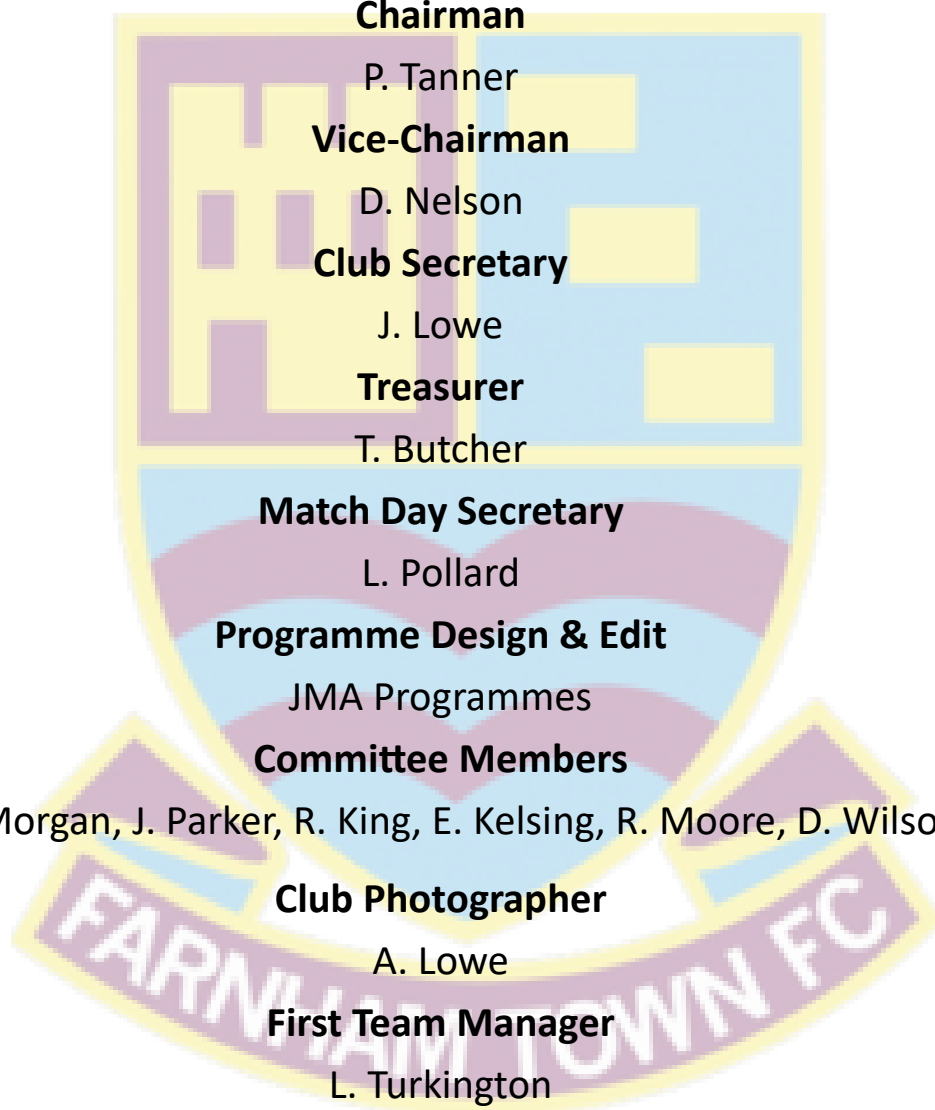 Chairman
P. Tanner
Vice-Chairman
D. Nelson
Club Secretary
J. Lowe
Treasurer
T. Butcher
Match Day Secretary
L. Pollard
Programme Design & Edit
JMA Programmes
Committee Members
Morgan, J. Parker, R. King, E. Kelsing, R. Moore, D. Wilso
Club Photographer
A. Lowe
First Team Manager
L. Turkington
FARNHAM TOWN FC